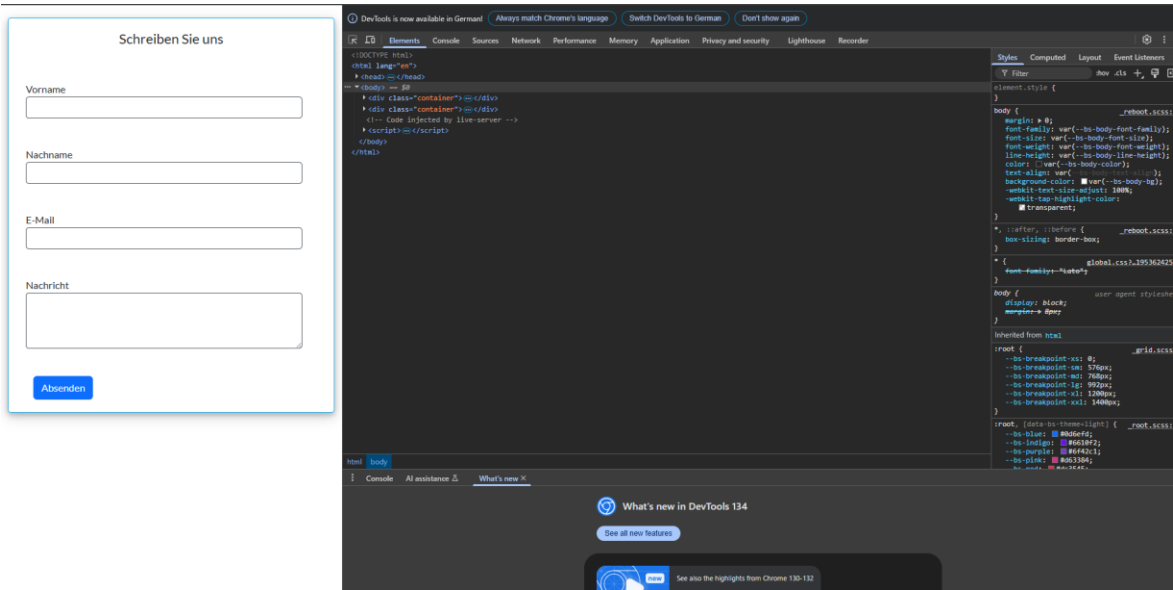 Schreiben Sie uns
Vorname
Nachname
E-Mail
Nachricht
Absenden
DevTools is now available in German! Always match Chrome's language Switch DevTools to German Don't show again
Elements Console Sources Network Performance Memory Application Privacy and security Lighthouse Recorder
<!DOCTYPE html>
<html lang="en">
<head> </head>
<body> == $0
<div class="container"> </div>
<div class="container"> </div>
<!-- Code injected by live-server -->
<script> </script>
</body>
</html>
html body
Styles Computed Layout Event Listeners
Filter :hov .cls
element.style {
}
body { _reboot.scss:
margin: 0;
font-family: var(--bs-body-font-family);
font-size: var(--bs-body-font-size);
font-weight: var(--bs-body-font-weight);
line-height: var(--bs-body-line-height);
color: var(--bs-body-color);
text-align: var(--bs-body-text-align);
background-color: var(--bs-body-bg);
-webkit-text-size-adjust: 100%;
-webkit-tap-highlight-color:
transparent;
}
*, ::after, ::before { _reboot.scss:
box-sizing: border-box;
}
* { global.css?_195362425
font-family: "Lato";
}
body { user agent styleshe
display: block;
margin: 8px;
}
Inherited from html
:root { _grid.scss
--bs-breakpoint-xs: 0;
--bs-breakpoint-sm: 576px;
--bs-breakpoint-md: 768px;
--bs-breakpoint-lg: 992px;
--bs-breakpoint-xl: 1200px;
--bs-breakpoint-xxl: 1400px;
}
:root, [data-bs-theme=light] { _root.scss:
--bs-blue: #0d6efd;
--bs-indigo: #6610f2;
--bs-purple: #6f42c1;
--bs-pink: #d63384;
Console AI assistance What's new
What's new in DevTools 134
See all new features
new
See also the highlights from Chrome 130-132